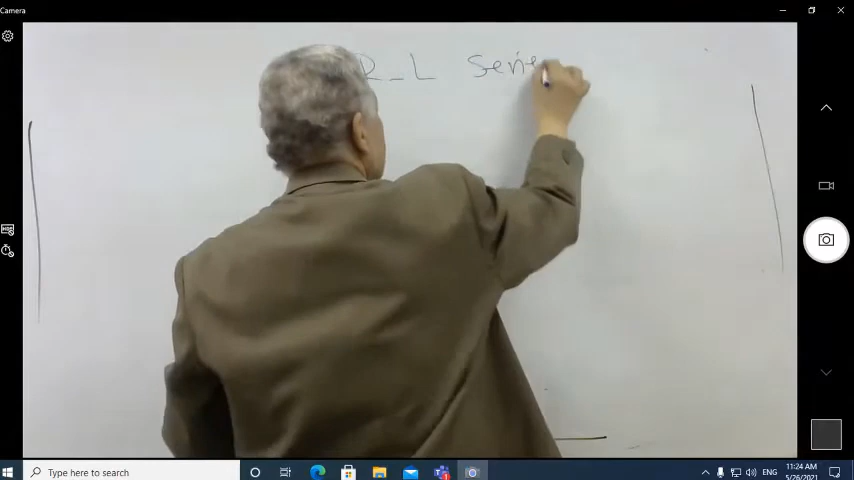 Camera
R_L Serie
Type here to search
ENG
11:24 AM
5/26/2021